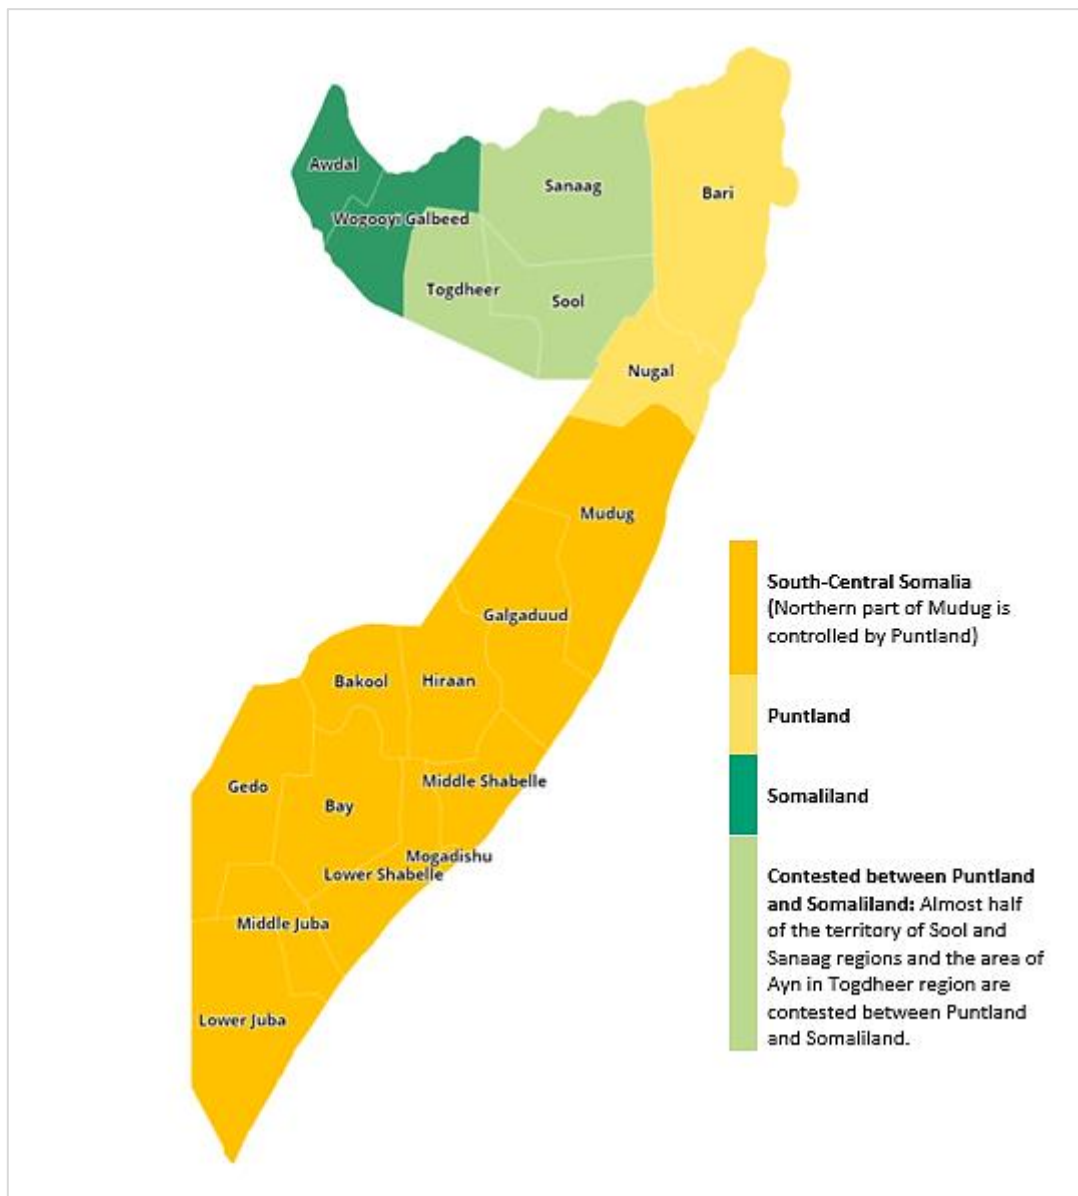 Awdal
Sanaag
Bari
Wogooyi Galbeed
Togdheer
Sool
Nugal
Mudug
Galgaduud
Bakool
Hiraan
Gedo
Middle Shabelle
Bay
Mogadishu
Lower Shabelle
Middle Juba
Lower Juba
South-Central Somalia
(Northern part of Mudug is
controlled by Puntland)
Puntland
Somaliland
Contested between Puntland
and Somaliland: Almost half
of the territory of Sool and
Sanaag regions and the area of
Ayn in Togdheer region are
contested between Puntland
and Somaliland.